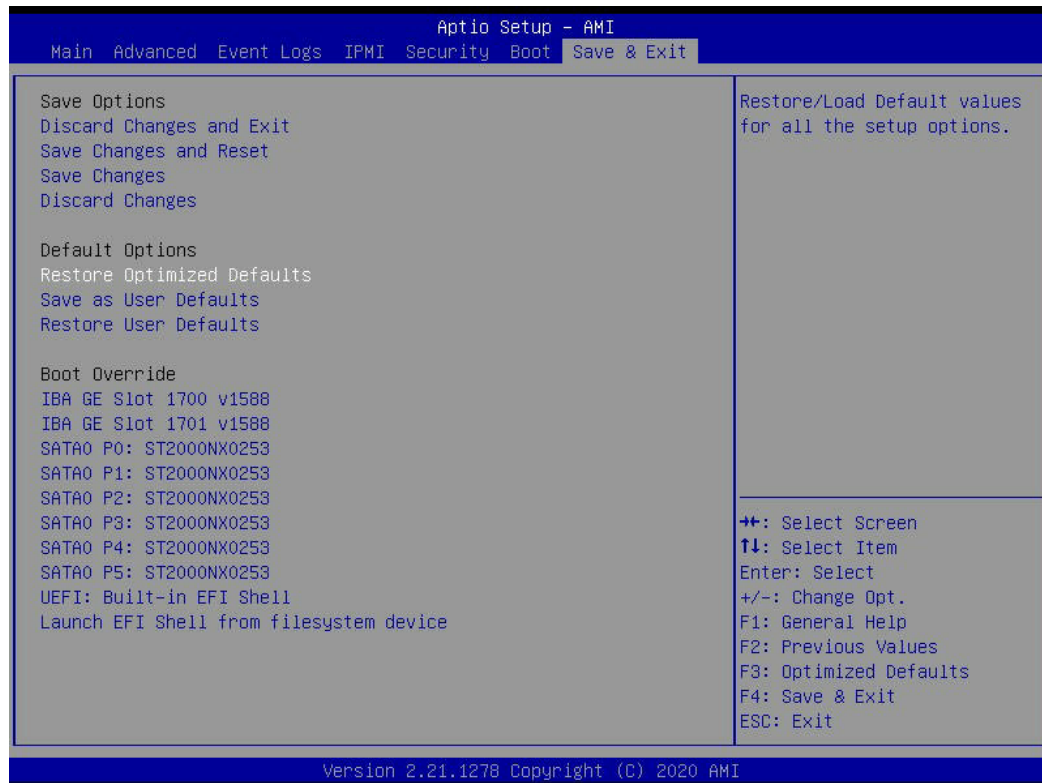 Aptio Setup – AMI
Main Advanced Event Logs IPMI Security Boot Save & Exit
Save Options
Discard Changes and Exit
Save Changes and Reset
Save Changes
Discard Changes
Default Options
Restore Optimized Defaults
Save as User Defaults
Restore User Defaults
Boot Override
IBA GE Slot 1700 v1588
IBA GE Slot 1701 v1588
SATA0 P0: ST2000NX0253
SATA0 P1: ST2000NX0253
SATA0 P2: ST2000NX0253
SATA0 P3: ST2000NX0253
SATA0 P4: ST2000NX0253
SATA0 P5: ST2000NX0253
UEFI: Built-in EFI Shell
Launch EFI Shell from filesystem device
Restore/Load Default values
for all the setup options.
→←: Select Screen
↑↓: Select Item
Enter: Select
+/-: Change Opt.
F1: General Help
F2: Previous Values
F3: Optimized Defaults
F4: Save & Exit
ESC: Exit
Version 2.21.1278 Copyright (C) 2020 AMI